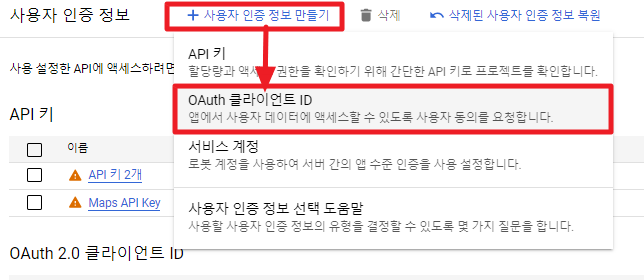 사용자 인증 정보
+ 사용자 인증 정보 만들기
삭제
삭제된 사용자 인증 정보 복원
사용 설정한 API에 액세스하려면
API 키
할당량과 액세스 권한을 확인하기 위해 간단한 API 키로 프로젝트를 확인합니다.
OAuth 클라이언트 ID
앱에서 사용자 데이터에 액세스할 수 있도록 사용자 동의를 요청합니다.
서비스 계정
로봇 계정을 사용하여 서버 간의 앱 수준 인증을 사용 설정합니다.
사용자 인증 정보 선택 도움말
사용할 사용자 인증 정보의 유형을 결정할 수 있도록 몇 가지 질문을 합니다.
API 키
이름
API 키 2개
Maps API Key
OAuth 2.0 클라이언트 ID